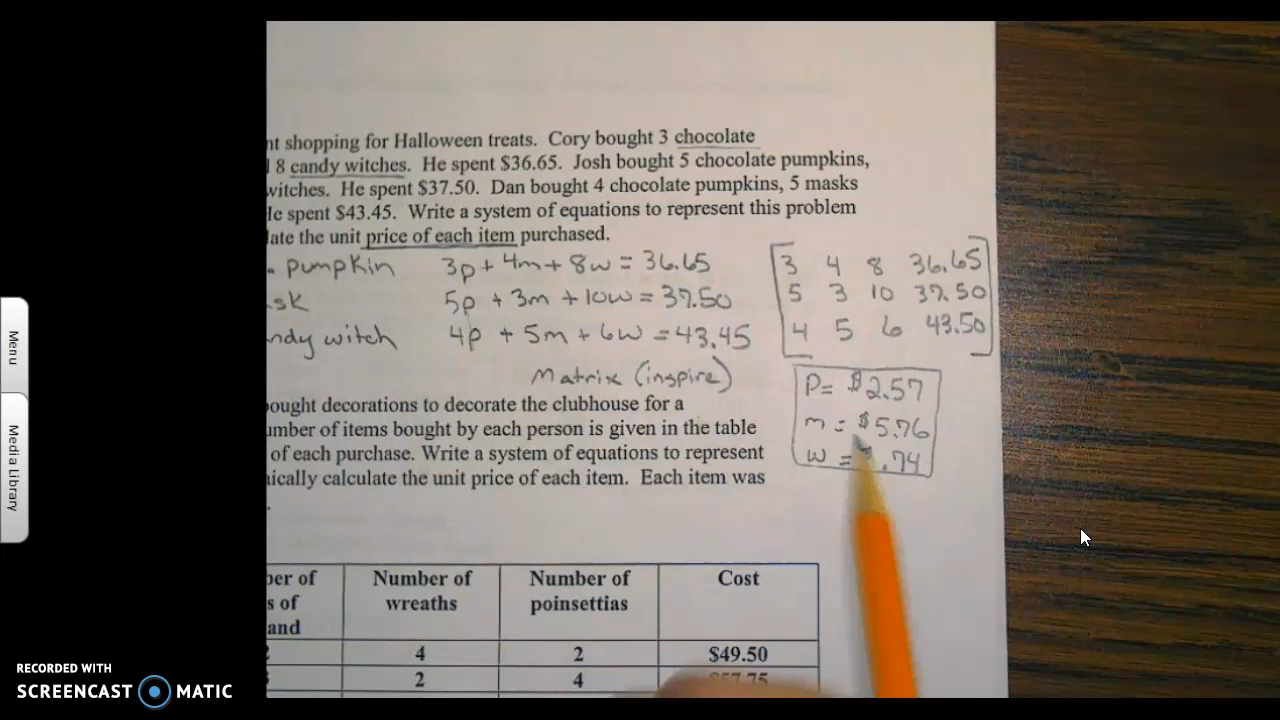 nt shopping for Halloween treats. Cory bought 3 chocolate
8 candy witches. He spent $36.65. Josh bought 5 chocolate pumpkins,
witches. He spent $37.50. Dan bought 4 chocolate pumpkins, 5 masks
He spent $43.45. Write a system of equations to represent this problem
late the unit price of each item purchased.
pumpkin 3p + 4m + 8w = 36.65
sk 5p + 3m + 10w = 37.50
ndy witch 4p + 5m + 6w = 43.45
Matrix (inspire)
3 4 8 36.65
5 3 10 37.50
4 5 6 43.50
P = $2.57
m = $5.76
w = $.74
ought decorations to decorate the clubhouse for a
umber of items bought by each person is given in the table
of each purchase. Write a system of equations to represent
ically calculate the unit price of each item. Each item was
ber of
s of
and
Number of
wreaths
Number of
poinsettias
Cost
4 2 $49.50
2 4
Menu
Media Library
RECORDED WITH
SCREENCAST MATIC